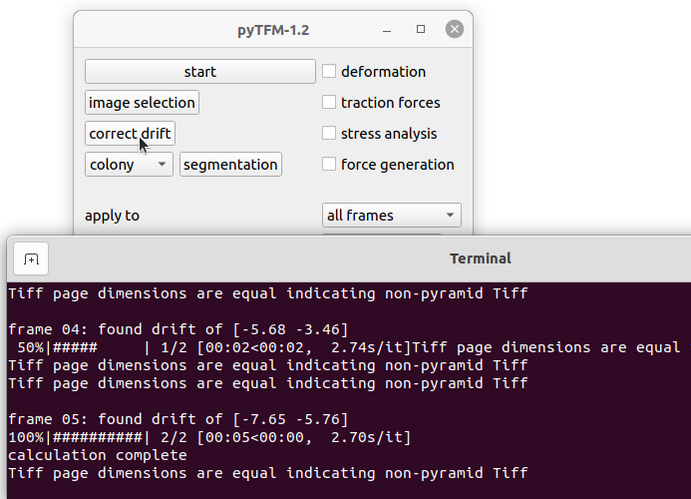 pyTFM-1.2
start
deformation
image selection
traction forces
correct drift
stress analysis
colony
segmentation
force generation
apply to
all frames
Terminal
Tiff page dimensions are equal indicating non-pyramid Tiff
frame 04: found drift of [-5.68 -3.46]
50%|#####     | 1/2 [00:02<00:02,  2.74s/it]Tiff page dimensions are equal
Tiff page dimensions are equal indicating non-pyramid Tiff
Tiff page dimensions are equal indicating non-pyramid Tiff
frame 05: found drift of [-7.65 -5.76]
100%|##########| 2/2 [00:05<00:00,  2.70s/it]
calculation complete
Tiff page dimensions are equal indicating non-pyramid Tiff